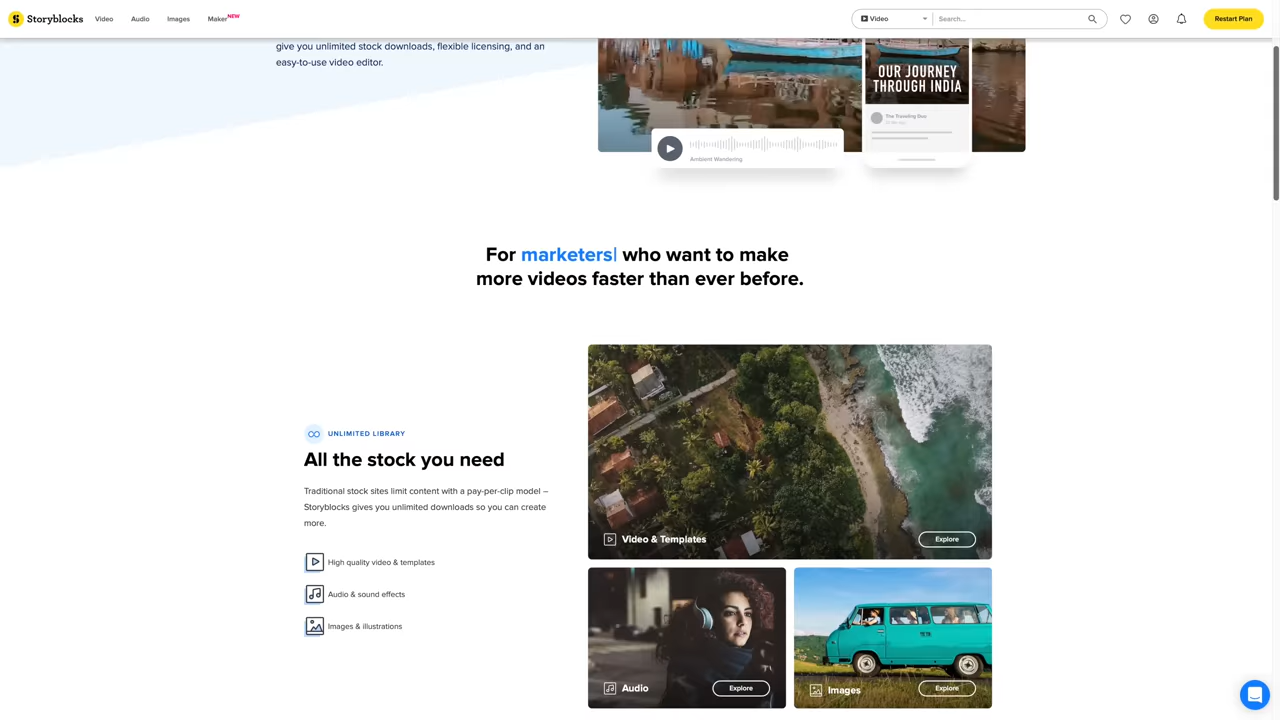 Storyblocks
Video
Audio
Images
Maker NEW
Video
Search...
Restart Plan
give you unlimited stock downloads, flexible licensing, and an
easy-to-use video editor.
OUR JOURNEY
THROUGH INDIA
The Traveling Duo
Ambient Wandering
For marketers| who want to make
more videos faster than ever before.
UNLIMITED LIBRARY
All the stock you need
Traditional stock sites limit content with a pay-per-clip model –
Storyblocks gives you unlimited downloads so you can create
more.
High quality video & templates
Audio & sound effects
Images & illustrations
Video & Templates
Explore
Audio
Explore
Images
Explore